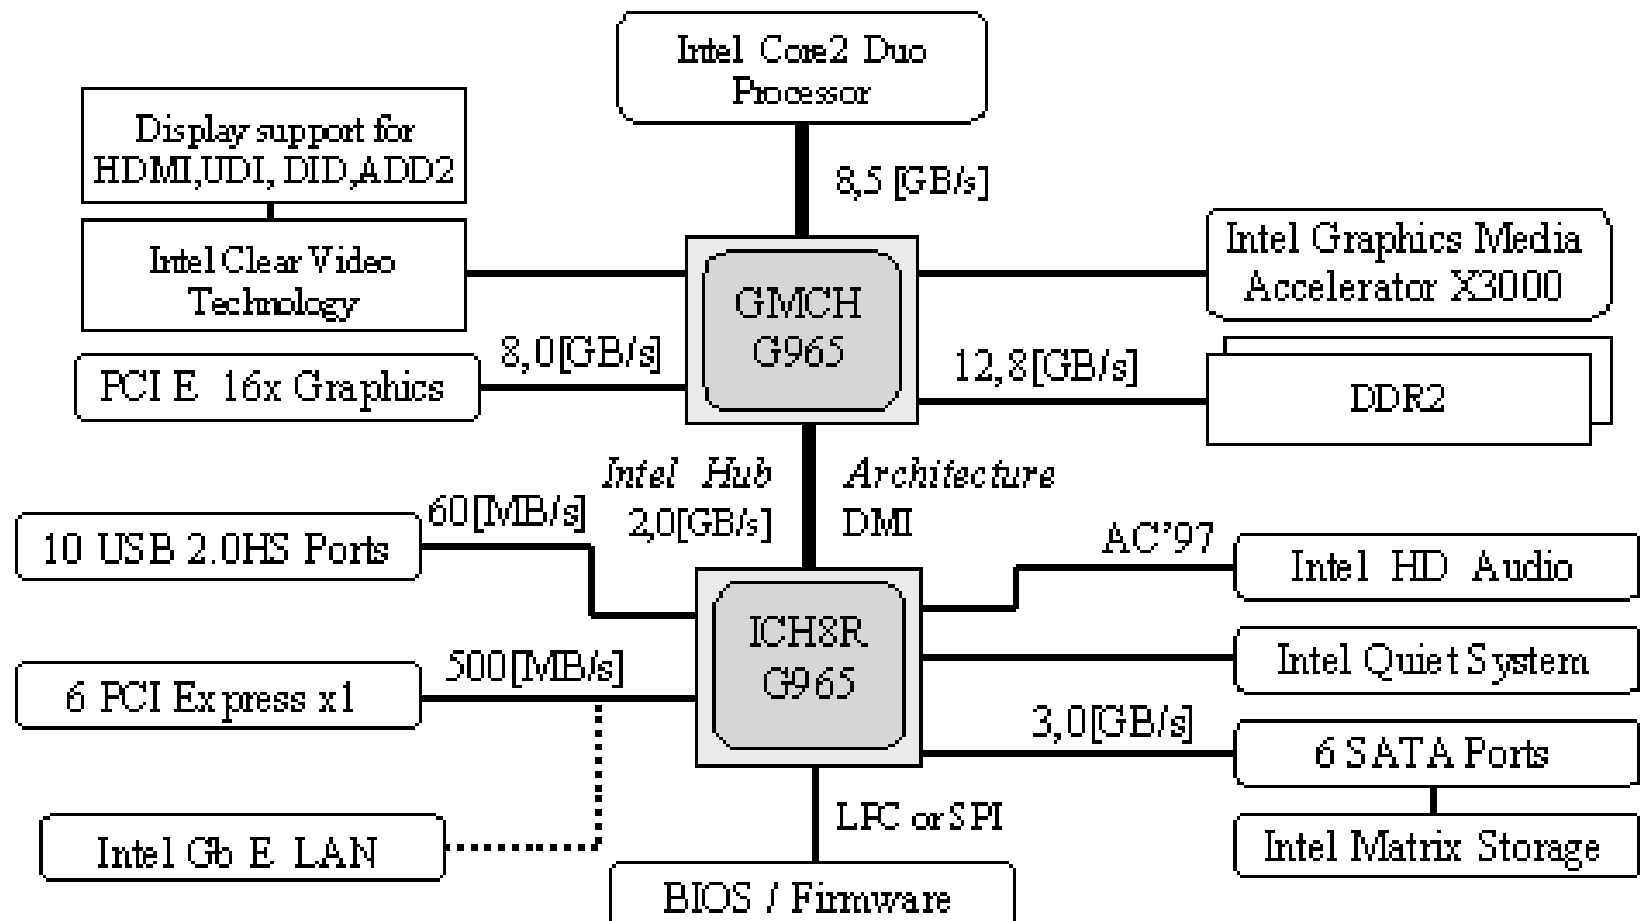 Intel Core2 Duo
Processor
Display support for
HDMI,UDI, DID,ADD2
8,5 [GB/s]
Intel Clear Video
Technology
GMCH
G965
Intel Graphics Media
Accelerator X3000
8,0[GB/s]
PCI E 16x Graphics
12,8[GB/s]
DDR2
Intel Hub Architecture
2,0[GB/s] DMI
60[MB/s]
10 USB 2.0HS Ports
AC"97
Intel HD Audio
ICH8R
G965
500[MB/s]
6 PCI Express x1
Intel Quiet System
3,0[GB/s]
6 SATA Ports
LPC or SPI
Intel Gb E LAN
Intel Matrix Storage
BIOS / Firmware